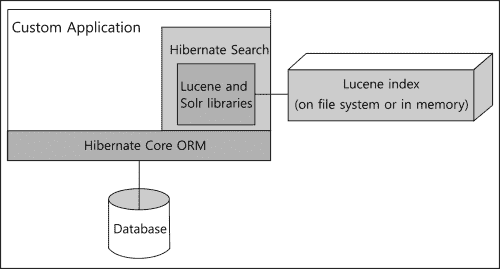 Custom Application
Hibernate Search
Lucene and
Solr libraries
Lucene index
(on file system or in memory)
Hibernate Core ORM
Database